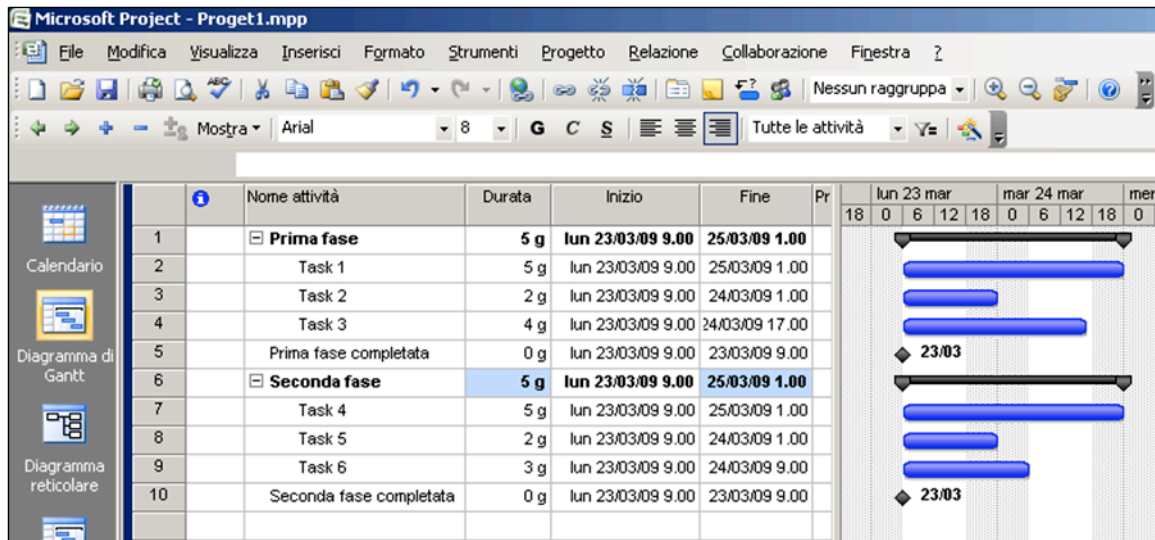 Microsoft Project - Proget1.mpp
File Modifica Visualizza Inserisci Formato Strumenti Progetto Relazione Collaborazione Finestra ?
ABC Nessun raggruppa
Mostra Arial 8 G C S Tutte le attività
Nome attività Durata Inizio Fine Pr lun 23 mar mar 24 mar mer
18 0 6 12 18 0 6 12 18 0
1 Prima fase 5 g lun 23/03/09 9.00 25/03/09 1.00
Calendario 2 Task 1 5 g lun 23/03/09 9.00 25/03/09 1.00
3 Task 2 2 g lun 23/03/09 9.00 24/03/09 1.00
4 Task 3 4 g lun 23/03/09 9.00 24/03/09 17.00
Diagramma di 5 Prima fase completata 0 g lun 23/03/09 9.00 23/03/09 9.00 23/03
Gantt 6 Seconda fase 5 g lun 23/03/09 9.00 25/03/09 1.00
7 Task 4 5 g lun 23/03/09 9.00 25/03/09 1.00
8 Task 5 2 g lun 23/03/09 9.00 24/03/09 1.00
Diagramma 9 Task 6 3 g lun 23/03/09 9.00 24/03/09 9.00
reticolare 10 Seconda fase completata 0 g lun 23/03/09 9.00 23/03/09 9.00 23/03